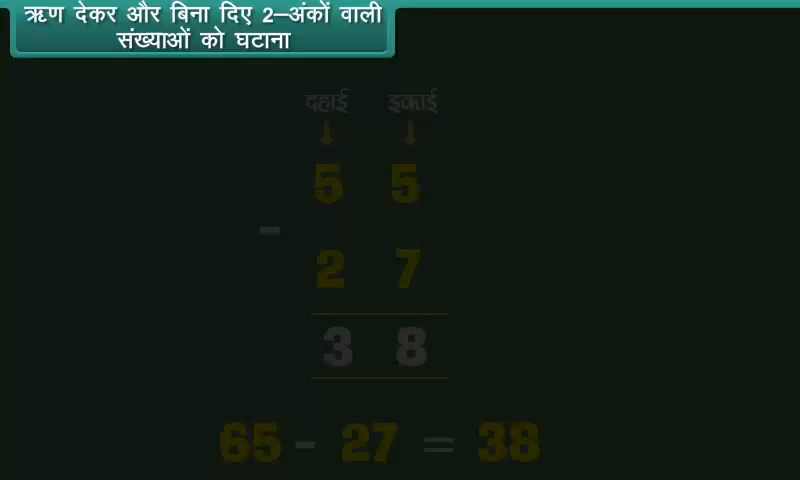 ऋण देकर और बिना दिए 2–अंकों वाली
संख्याओं को घटाना
दहाई इकाई
5 5
-
2 7
3 8
65 - 27 = 38